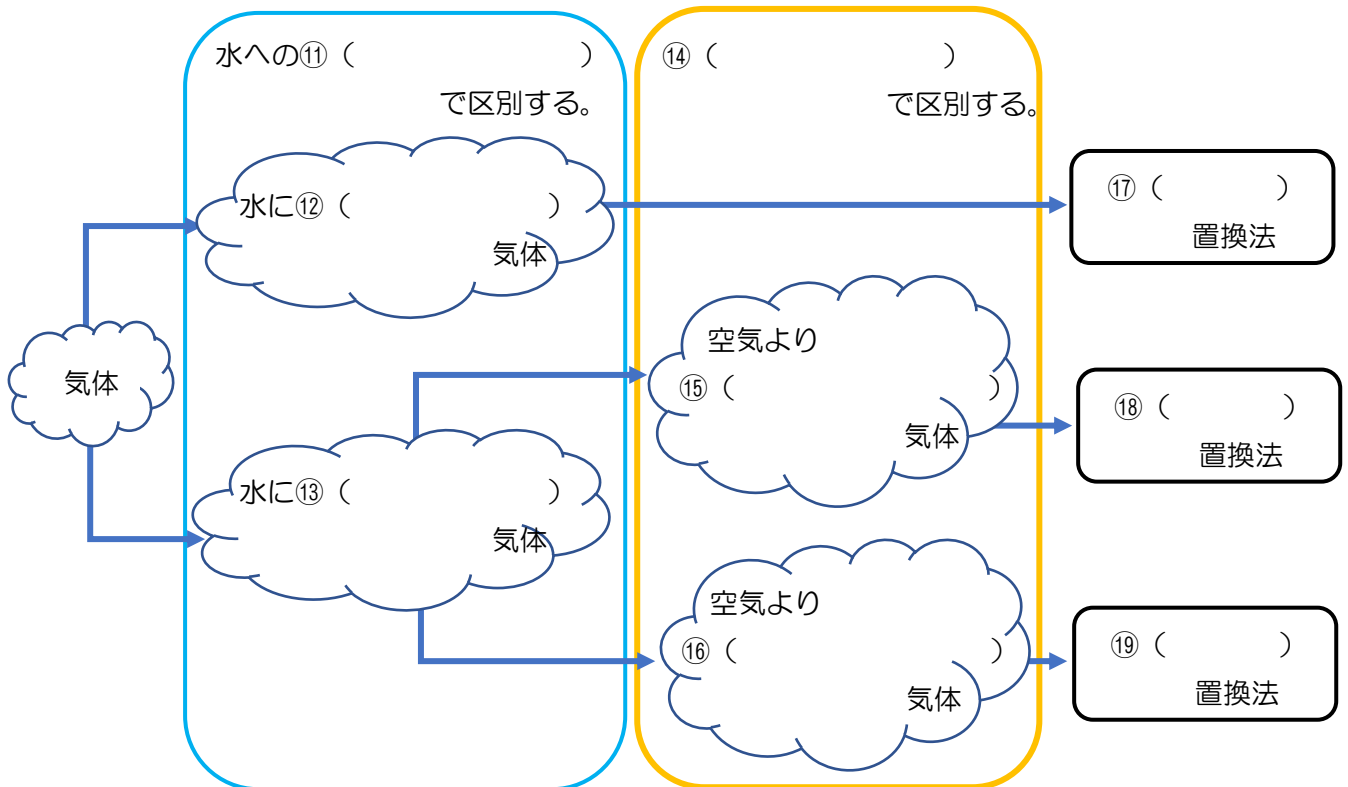 水への⑪（　　　　　　　　）
で区別する。
⑭（　　　　　　　　）
で区別する。
水に⑫（　　　　　　　）
気体
⑰（　　　　）
置換法
気体
空気より
⑮（　　　　　　　　　）
気体
⑱（　　　　）
置換法
水に⑬（　　　　　　　）
気体
空気より
⑯（　　　　　　　　　）
気体
⑲（　　　　）
置換法